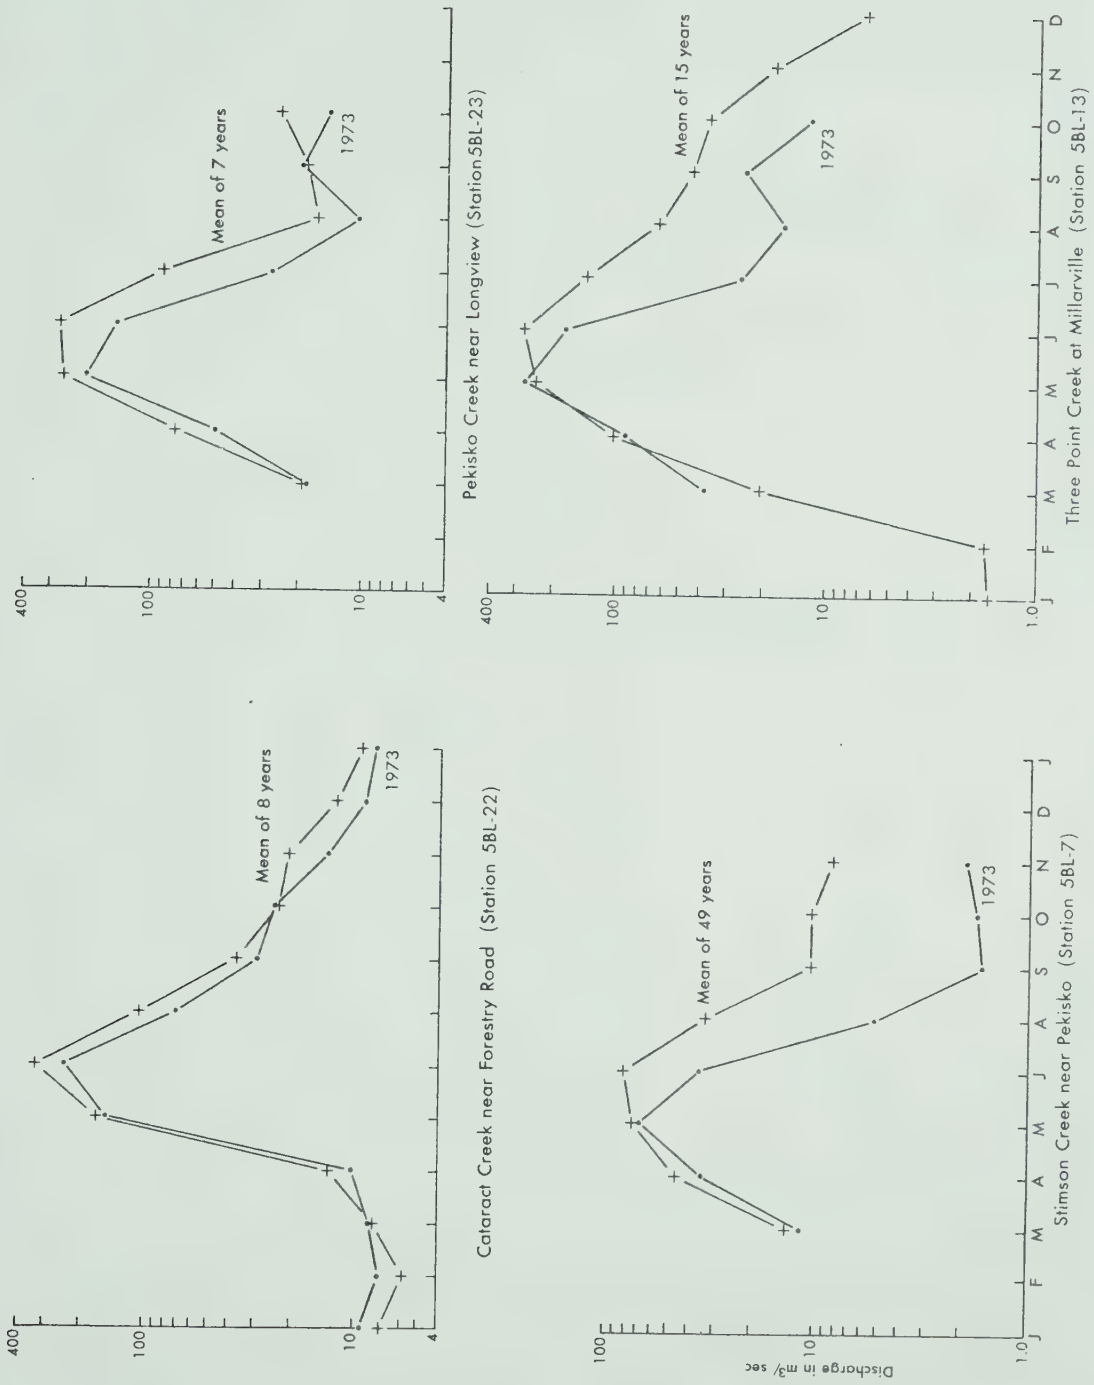 400
100
10
4
Mean of 8 years
1973
Cataract Creek near Forestry Road (Station 5BL-22)
400
100
10
4
Mean of 7 years
1973
Pekisko Creek near Longview (Station 5BL-23)
Discharge in m³/sec
100
10
1.0
Mean of 49 years
1973
J F M A M J A S O N D J
Stimson Creek near Pekisko (Station 5BL-7)
400
100
10
1.0
Mean of 15 years
1973
J F M A M J J A S O N D
Three Point Creek at Millarville (Station 5BL-13)